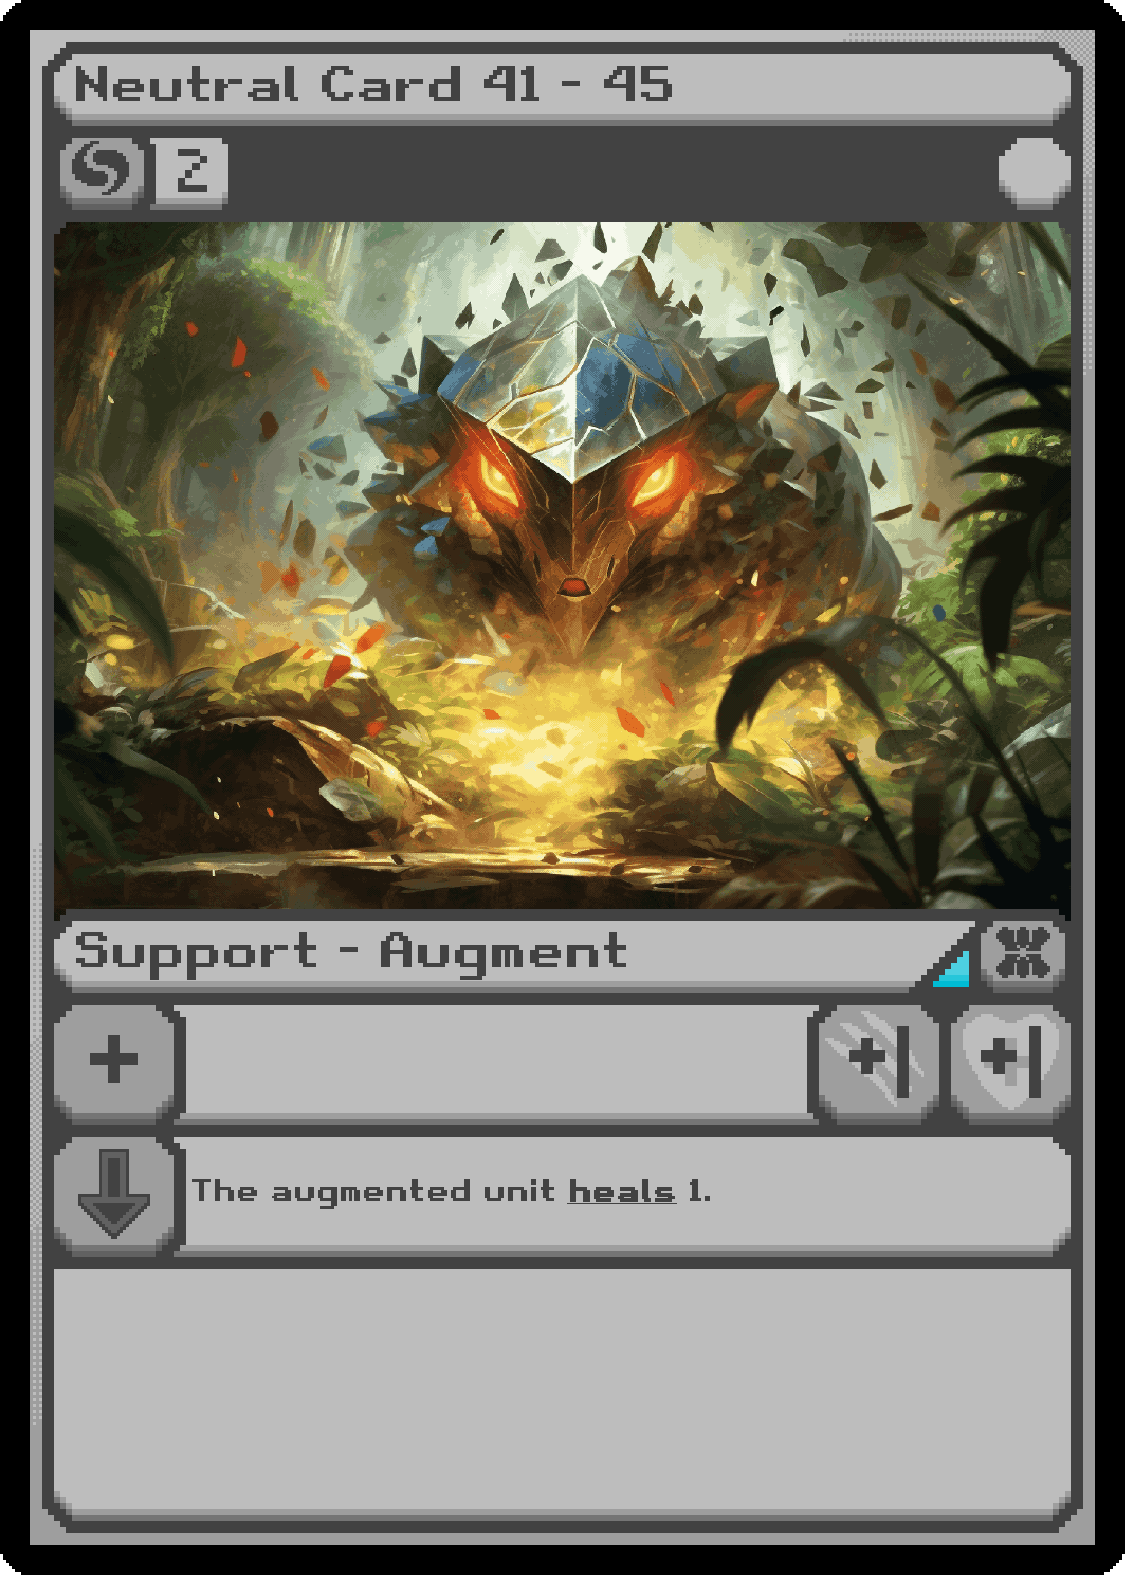 Neutral Card 41 - 45
2
Support - Augment
+
+|
+|
The augmented unit heals 1.